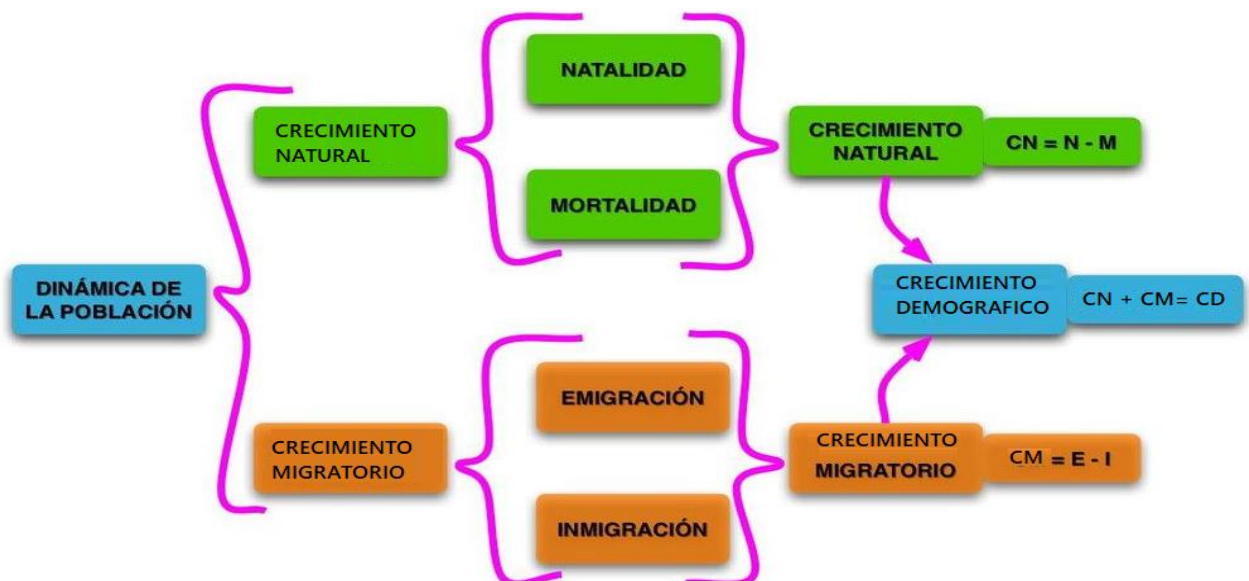 DINÁMICA DE
LA POBLACIÓN
CRECIMIENTO
NATURAL
NATALIDAD
MORTALIDAD
CRECIMIENTO
NATURAL
CN = N - M
CRECIMIENTO
DEMOGRAFICO
CN + CM= CD
CRECIMIENTO
MIGRATORIO
EMIGRACIÓN
INMIGRACIÓN
CRECIMIENTO
MIGRATORIO
CM = E - I